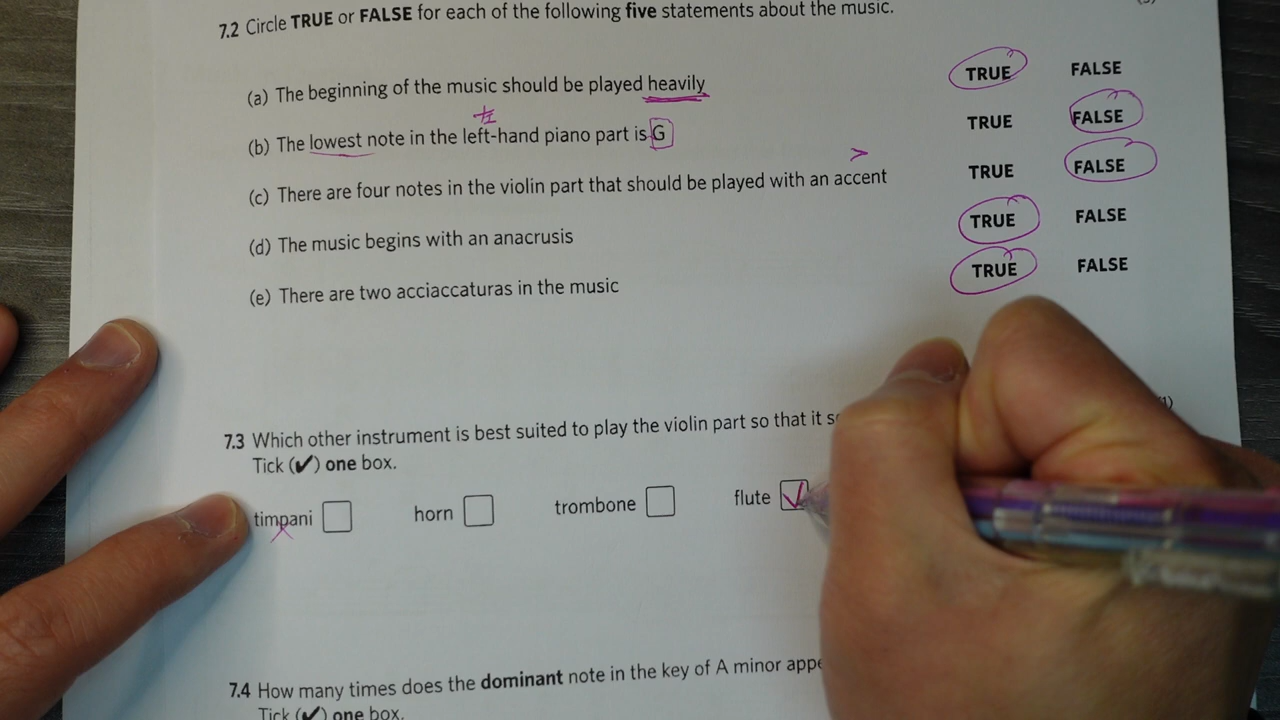 7.2 Circle TRUE or FALSE for each of the following five statements about the music.
(a) The beginning of the music should be played heavily TRUE FALSE
左
(b) The lowest note in the left-hand piano part is G TRUE FALSE
>
(c) There are four notes in the violin part that should be played with an accent TRUE FALSE
(d) The music begins with an anacrusis TRUE FALSE
(e) There are two acciaccaturas in the music TRUE FALSE
(1)
7.3 Which other instrument is best suited to play the violin part so that it
Tick (✔) one box.
timpani horn trombone flute ✓
7.4 How many times does the dominant note in the key of A minor
Tick (✔) one box.